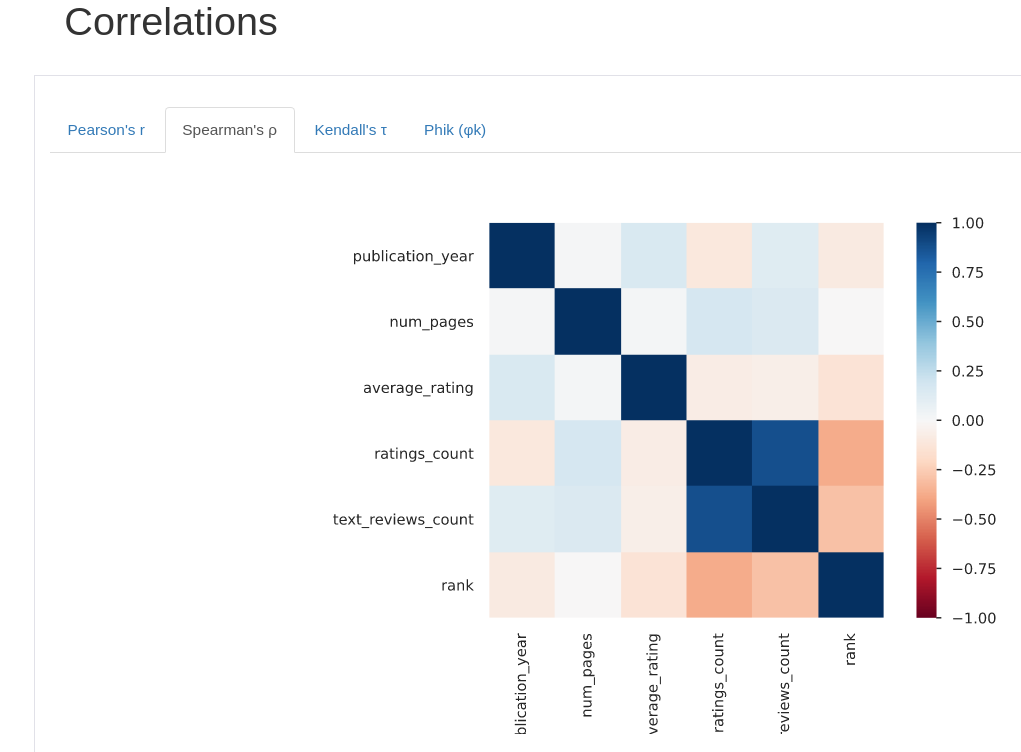 Correlations
Pearson's r Spearman's ρ Kendall's τ Phik (φk)
publication_year
num_pages
average_rating
ratings_count
text_reviews_count
rank
1.00
0.75
0.50
0.25
0.00
−0.25
−0.50
−0.75
−1.00
blication_year
num_pages
verage_rating
ratings_count
eviews_count
rank